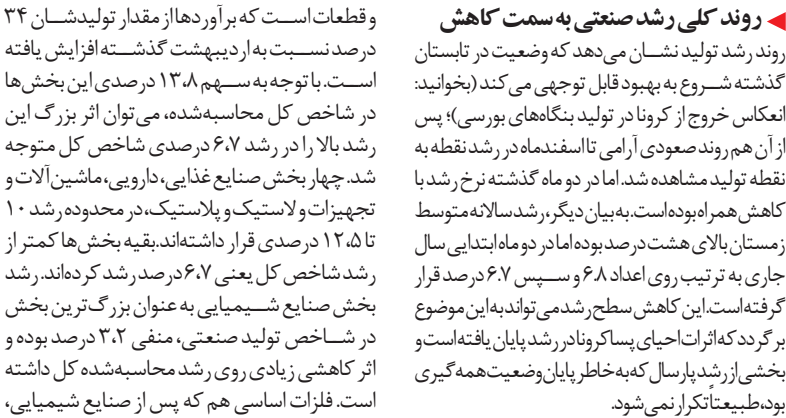 روند کلی رشد صنعتی به سمت کاهش
روند رشد تولید نشان می‌دهد که وضعیت در تابستان
گذشته شروع به بهبود قابل توجهی می‌کند (بخوانید:
انعکاس خروج از کرونا در تولید بنگاه‌های بورسی)؛ پس
از آن هم روند صعودی آرامی تا اسفندماه در رشد نقطه به
نقطه تولید مشاهده شد. اما در دو ماه گذشته نرخ رشد با
کاهش همراه بوده است. به بیان دیگر، رشد سالانه متوسط
زمستان بالای هشت درصد بوده اما در دو ماه ابتدایی سال
جاری به ترتیب روی اعداد ۶.۸ و سپس ۶.۷ درصد قرار
گرفته است. این کاهش سطح رشد می‌تواند به این موضوع
برگردد که اثرات احیای پساکرونا در رشد پایان یافته است و
بخشی از رشد پارسال که به خاطر پایان وضعیت همه‌گیری
بود، طبیعتاً تکرار نمی‌شود.
و قطعات است که برآوردها از مقدار تولیدشان ۳۴
درصد نسبت به اردیبهشت گذشته افزایش یافته
است. با توجه به سهم ۱۳،۸ درصدی این بخش‌ها
در شاخص کل محاسبه‌شده، می‌توان اثر بزرگ این
رشد بالا را در رشد ۶،۷ درصدی شاخص کل متوجه
شد. چهار بخش صنایع غذایی، دارویی، ماشین‌آلات و
تجهیزات و لاستیک و پلاستیک، در محدوده رشد ۱۰
تا ۱۲،۵ درصدی قرار داشته‌اند. بقیه بخش‌ها کمتر از
رشد شاخص کل یعنی ۶،۷ درصد رشد کرده‌اند. رشد
بخش صنایع شیمیایی به عنوان بزرگ‌ترین بخش
در شاخص تولید صنعتی، منفی ۳،۲ درصد بوده و
اثر کاهشی زیادی روی رشد محاسبه‌شده کل داشته
است. فلزات اساسی هم که پس از صنایع شیمیایی،